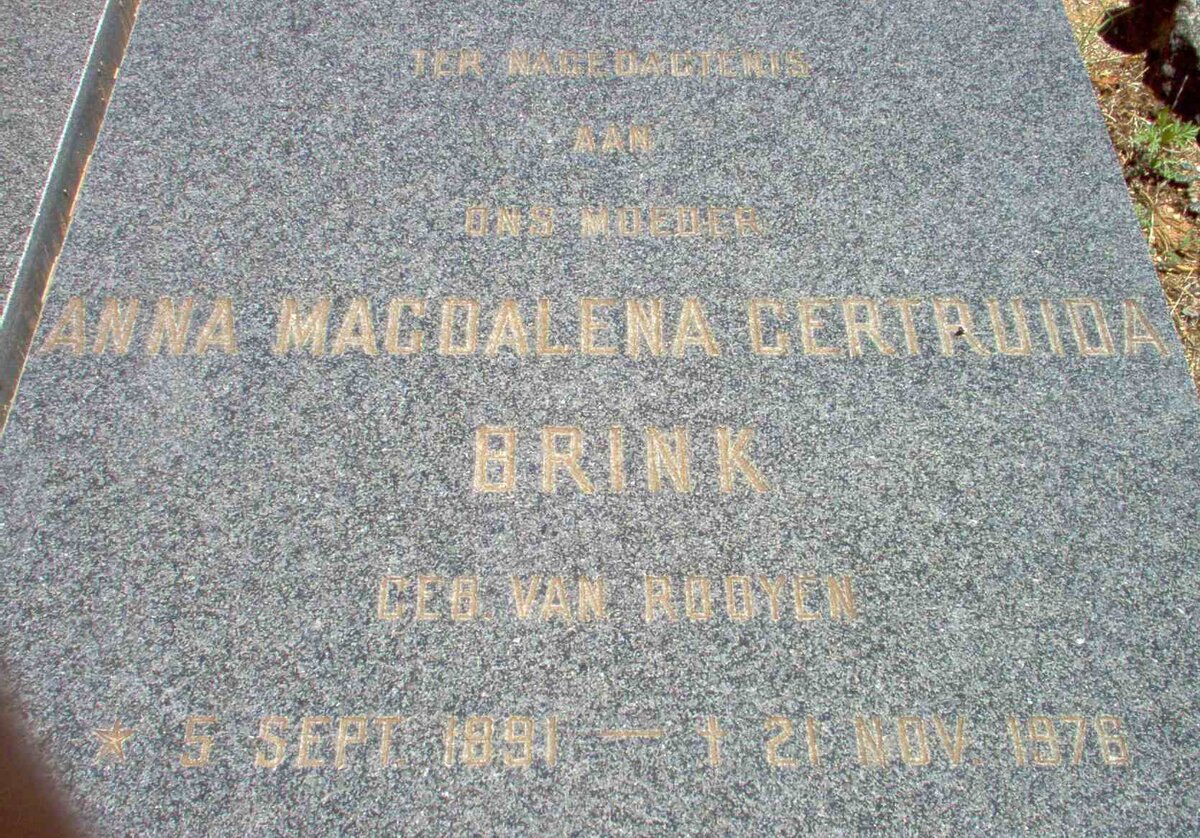 TER NAGEDAGTENIS
AAN
ONS MOEDER
ANNA MAGDALENA GERTRUIDA
BRINK
GEB. VAN ROOYEN
* 5 SEPT. 1891 — † 21 NOV. 1976